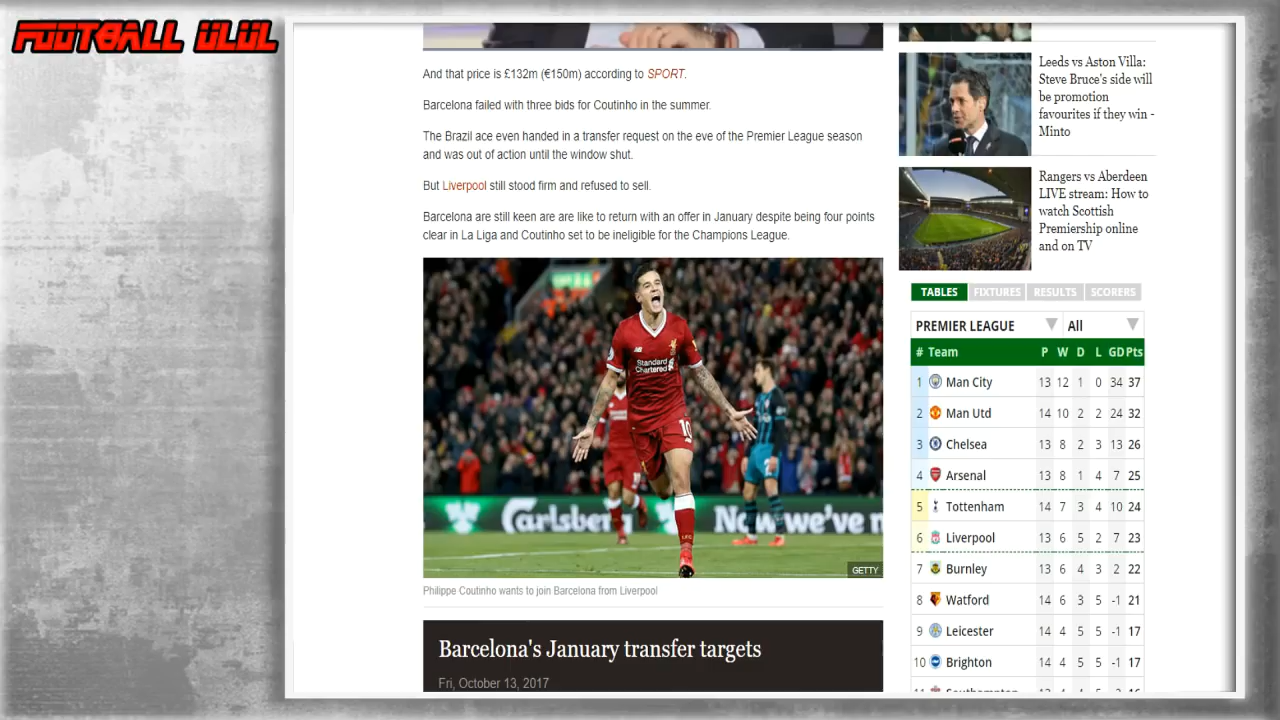 FOOTBALL ULUL
And that price is £132m (€150m) according to SPORT.
Barcelona failed with three bids for Coutinho in the summer.
The Brazil ace even handed in a transfer request on the eve of the Premier League season
and was out of action until the window shut.
But Liverpool still stood firm and refused to sell.
Barcelona are still keen are are like to return with an offer in January despite being four points
clear in La Liga and Coutinho set to be ineligible for the Champions League.
Standard
Chartered
10
Carlsberg
Now we've
GETTY
Philippe Coutinho wants to join Barcelona from Liverpool
Barcelona's January transfer targets
Fri, October 13, 2017
Leeds vs Aston Villa:
Steve Bruce's side will
be promotion
favourites if they win -
Minto
Rangers vs Aberdeen
LIVE stream: How to
watch Scottish
Premiership online
and on TV
TABLES FIXTURES RESULTS SCORERS
PREMIER LEAGUE All
# Team P W D L GD Pts
1 Man City 13 12 1 0 34 37
2 Man Utd 14 10 2 2 24 32
3 Chelsea 13 8 2 3 13 26
4 Arsenal 13 8 1 4 7 25
5 Tottenham 14 7 3 4 10 24
6 Liverpool 13 6 5 2 7 23
7 Burnley 13 6 4 3 2 22
8 Watford 14 6 3 5 -1 21
9 Leicester 14 4 5 5 -1 17
10 Brighton 14 4 5 5 -1 17